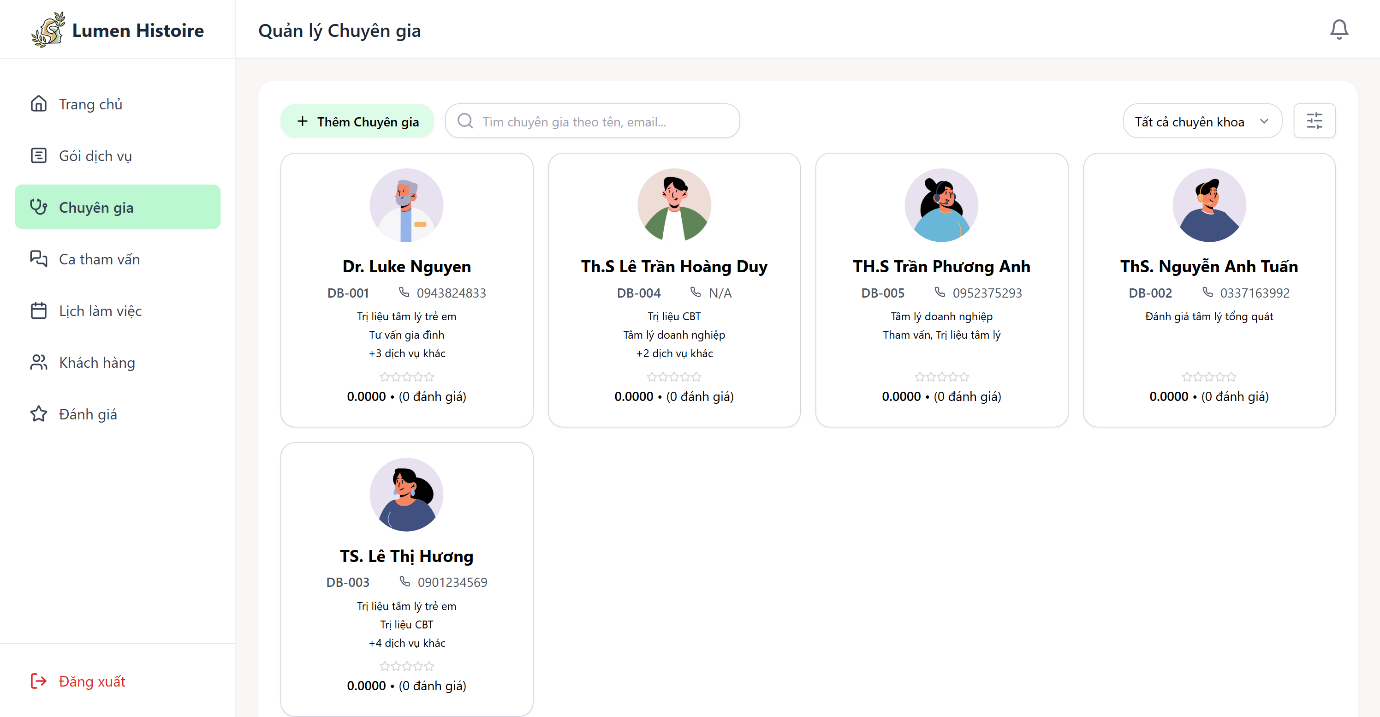 Lumen Histoire
Quản lý Chuyên gia
Trang chủ
Gói dịch vụ
Chuyên gia
Ca tham vấn
Lịch làm việc
Khách hàng
Đánh giá
Đăng xuất
Thêm Chuyên gia
Tìm chuyên gia theo tên, email...
Tất cả chuyên khoa
Dr. Luke Nguyen
DB-001 0943824833
Trị liệu tâm lý trẻ em
Tư vấn gia đình
+3 dịch vụ khác
0.0000 • (0 đánh giá)
Th.S Lê Trần Hoàng Duy
DB-004 N/A
Trị liệu CBT
Tâm lý doanh nghiệp
+2 dịch vụ khác
0.0000 • (0 đánh giá)
TH.S Trần Phương Anh
DB-005 0952375293
Tâm lý doanh nghiệp
Tham vấn, Trị liệu tâm lý
0.0000 • (0 đánh giá)
ThS. Nguyễn Anh Tuấn
DB-002 0337163992
Đánh giá tâm lý tổng quát
0.0000 • (0 đánh giá)
TS. Lê Thị Hương
DB-003 0901234569
Trị liệu tâm lý trẻ em
Trị liệu CBT
+4 dịch vụ khác
0.0000 • (0 đánh giá)